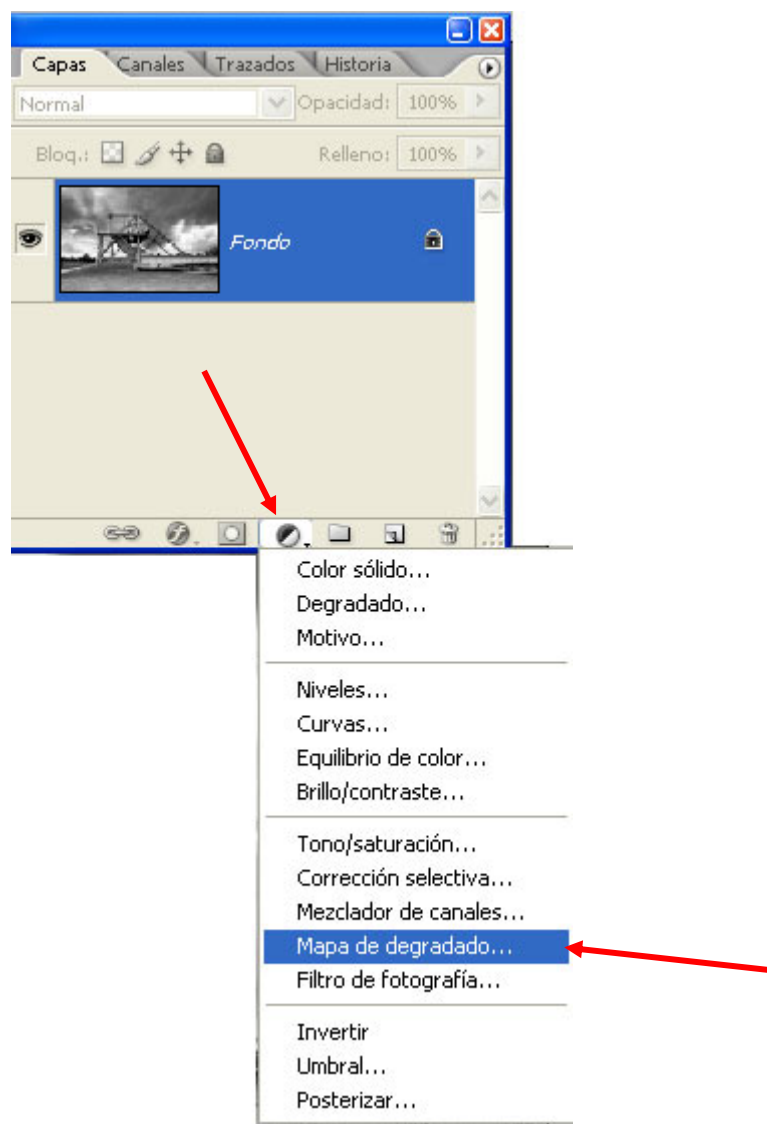 Capas Canales Trazados Historia
Normal Opacidad: 100%
Bloq.: Relleno: 100%
Fondo
Color sólido...
Degradado...
Motivo...
Niveles...
Curvas...
Equilibrio de color...
Brillo/contraste...
Tono/saturación...
Corrección selectiva...
Mezclador de canales...
Mapa de degradado...
Filtro de fotografía...
Invertir
Umbral...
Posterizar...